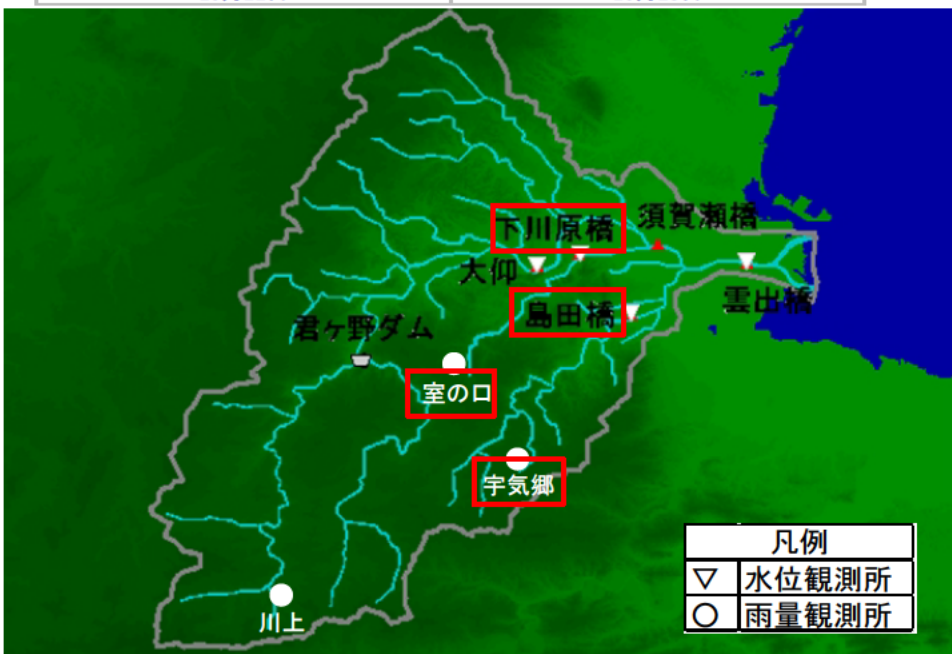 下川原橋
須賀瀬橋
大仰
雲出橋
島田橋
君ヶ野ダム
室の口
宇気郷
川上
凡例
▽ 水位観測所
○ 雨量観測所